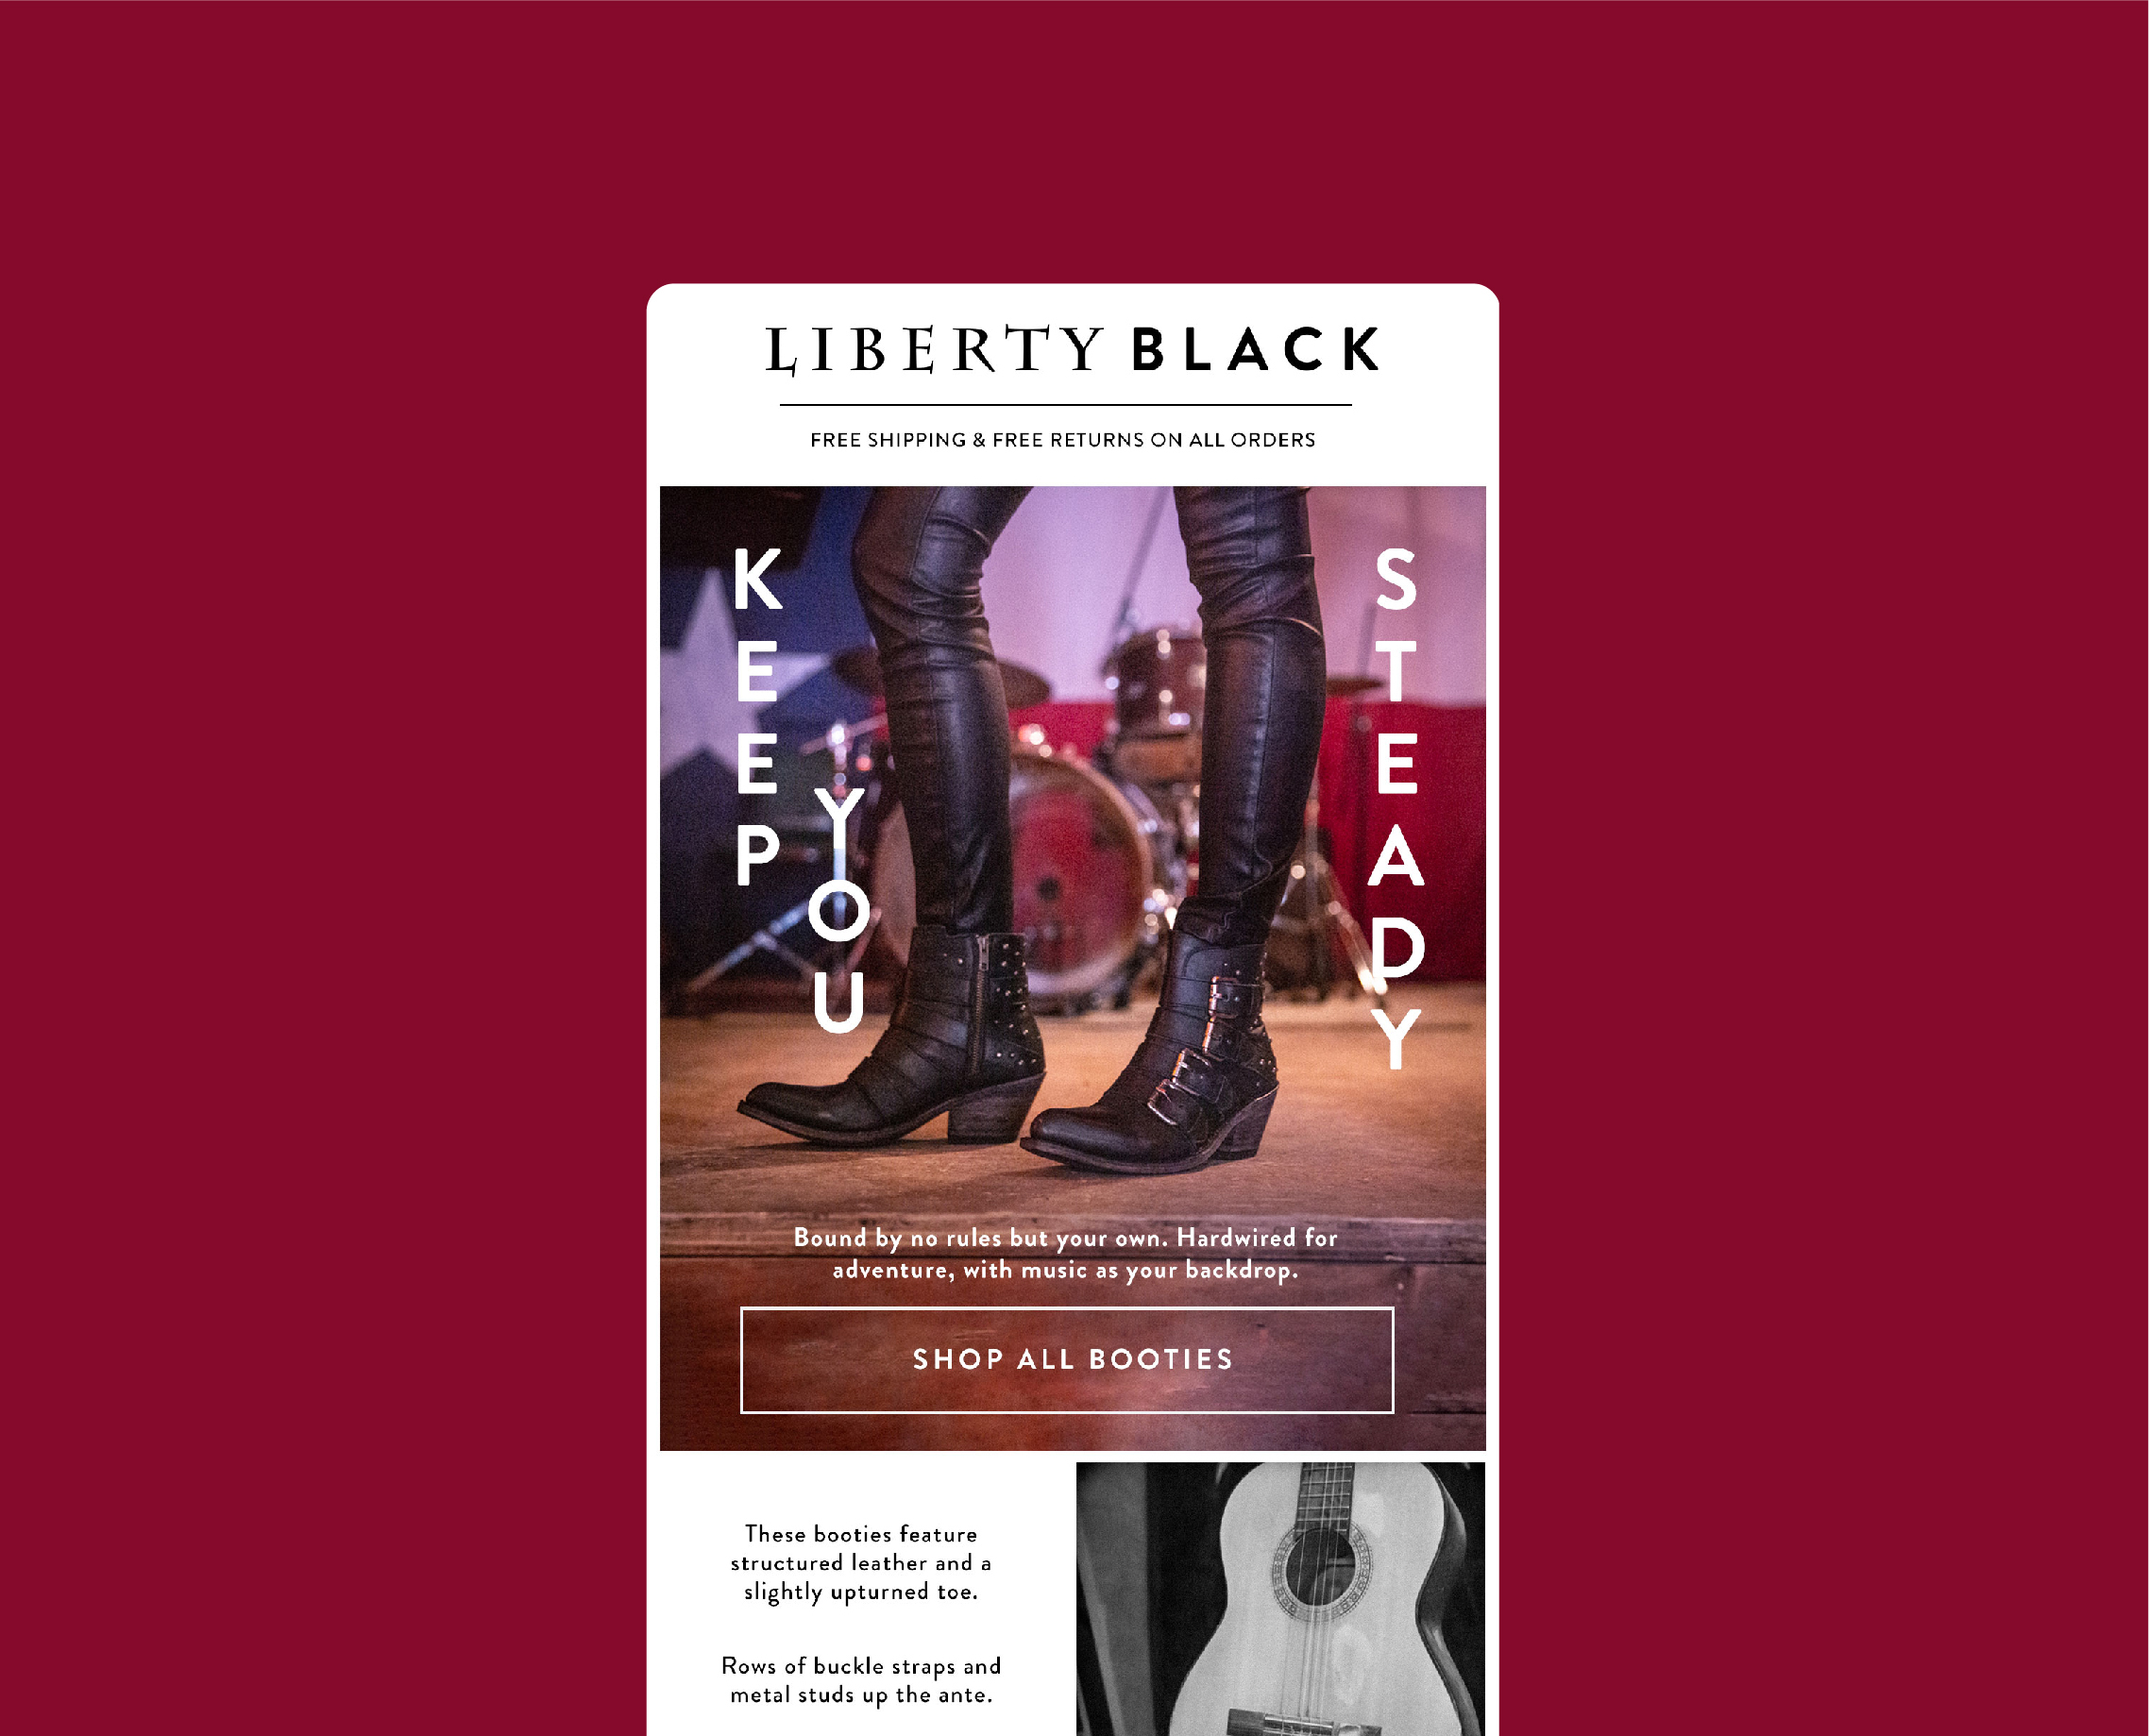 LIBERTY BLACK
FREE SHIPPING & FREE RETURNS ON ALL ORDERS
KEEP
YOU
STEADY
Bound by no rules but your own. Hardwired for
adventure, with music as your backdrop.
SHOP ALL BOOTIES
These booties feature
structured leather and a
slightly upturned toe.
Rows of buckle straps and
metal studs up the ante.